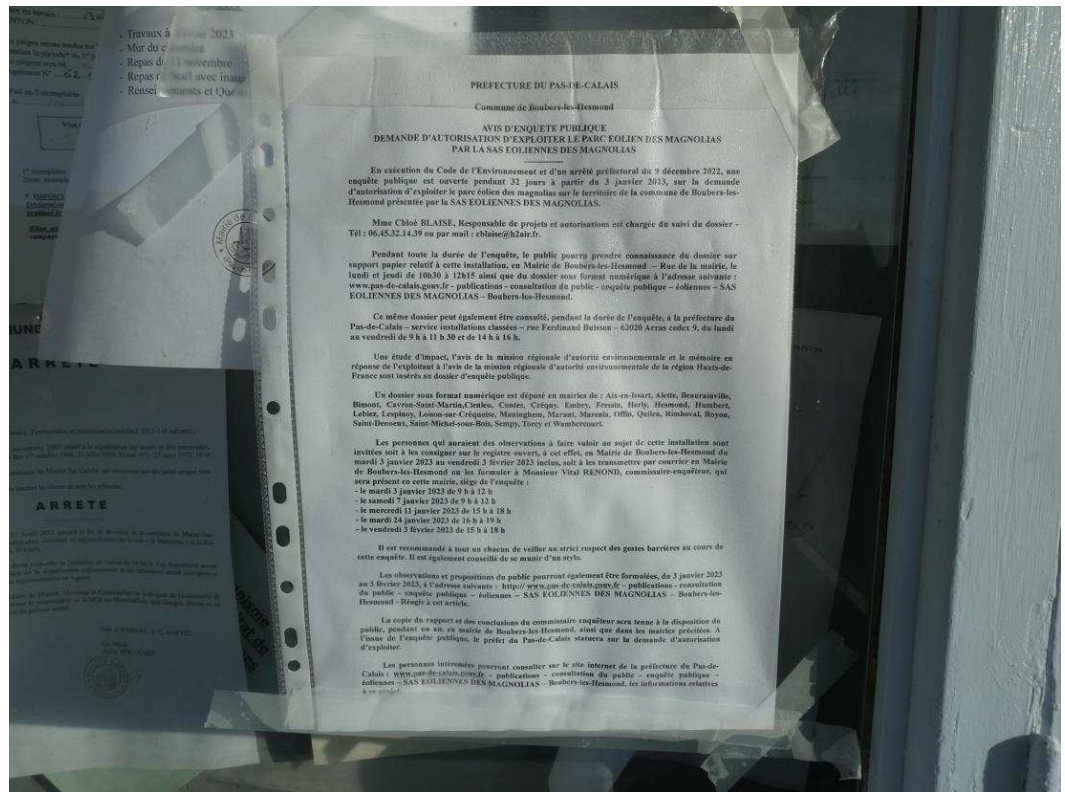 - Travaux à 2023
- Mur du
- Repas du novembre
- Repas avec
- et
PREFECTURE DU PAS-DE-CALAIS
Commune de Boubers-les-Hesmond
AVIS D'ENQUETE PUBLIQUE
DEMANDE D'AUTORISATION D'EXPLOITER LE PARC EOLIEN DES MAGNOLIAS
PAR LA SAS EOLIENNES DES MAGNOLIAS
En exécution du Code de l'Environnement et d'un arrêté préfectoral du 9 décembre 2022, une
enquête publique est ouverte pendant 32 jours à partir du 3 janvier 2023, sur la demande
d'autorisation d'exploiter le parc éolien des magnolias sur le territoire de la commune de Boubers-les-
Hesmond présentée par la SAS EOLIENNES DES MAGNOLIAS.
Mme Chloé BLAISE, Responsable de projets et autorisations est chargée du suivi du dossier -
Tél : 06.45.32.14.39 ou par mail : cblaise@h2air.fr.
Pendant toute la durée de l'enquête, le public pourra prendre connaissance du dossier sur
support papier relatif à cette installation, en Mairie de Boubers-les-Hesmond – Rue de la mairie, le
lundi et jeudi de 10h30 à 12h15 ainsi que du dossier sous format numérique à l'adresse suivante :
www.pas-de-calais.gouv.fr - publications - consultation du public - enquête publique – éoliennes – SAS
EOLIENNES DES MAGNOLIAS – Boubers-les-Hesmond.
Ce même dossier peut également être consulté, pendant la durée de l'enquête, à la préfecture du
Pas-de-Calais – service installations classées – rue Ferdinand Buisson – 62020 Arras cedex 9, du lundi
au vendredi de 9 h à 11 h 30 et de 14 h à 16 h.
Une étude d'impact, l'avis de la mission régionale d'autorité environnementale et le mémoire en
réponse de l'exploitant à l'avis de la mission régionale d'autorité environnementale de la région Hauts-de-
France sont insérés au dossier d'enquête publique.
Un dossier sous format numérique est déposé en mairies de : Aix-en-Issart, Alette, Beaurainville,
Bimont, Cavron-Saint-Martin, Clenleu, Contes, Créquy, Embry, Fressin, Herly, Hesmond, Humbert,
Lebiez, Lespinoy, Loison-sur-Créquoise, Maninghem, Marant, Marenla, Offin, Quilen, Rimboval, Royon,
Saint-Denoeux, Saint-Michel-sous-Bois, Sempy, Torcy et Wambercourt.
Les personnes qui auraient des observations à faire valoir au sujet de cette installation sont
invitées soit à les consigner sur le registre ouvert, à cet effet, en Mairie de Boubers-les-Hesmond du
mardi 3 janvier 2023 au vendredi 3 février 2023 inclus, soit à les transmettre par courrier en Mairie
de Boubers-les-Hesmond ou les formuler à Monsieur Vital RENOND, commissaire-enquêteur, qui
sera présent en cette mairie, siège de l'enquête :
- le mardi 3 janvier 2023 de 9 h à 12 h
- le samedi 7 janvier 2023 de 9 h à 12 h
- le mercredi 11 janvier 2023 de 15 h à 18 h
- le mardi 24 janvier 2023 de 16 h à 19 h
- le vendredi 3 février 2023 de 15 h à 18 h
Il est recommandé à tout un chacun de veiller au strict respect des gestes barrières au cours de
cette enquête. Il est également conseillé de se munir d'un stylo.
Les observations et propositions du public pourront également être formulées, du 3 janvier 2023
au 3 février 2023, à l'adresse suivante : http:// www.pas-de-calais.gouv.fr - publications - consultation
du public - enquête publique - éoliennes – SAS EOLIENNES DES MAGNOLIAS – Boubers-les-
Hesmond - Réagir à cet article.
La copie du rapport et des conclusions du commissaire enquêteur sera tenue à la disposition du
public, pendant un an, en mairie de Boubers-les-Hesmond, ainsi que dans les mairies précitées. A
l'issue de l'enquête publique, le préfet du Pas-de-Calais statuera sur la demande d'autorisation
d'exploiter.
Les personnes intéressées pourront consulter sur le site internet de la préfecture du Pas-de-
Calais : www.pas-de-calais.gouv.fr - publications - consultation du public - enquête publique –
éoliennes – SAS EOLIENNES DES MAGNOLIAS – Boubers-les-Hesmond, les informations relatives
à ce projet.
ARRETE
ARRETE